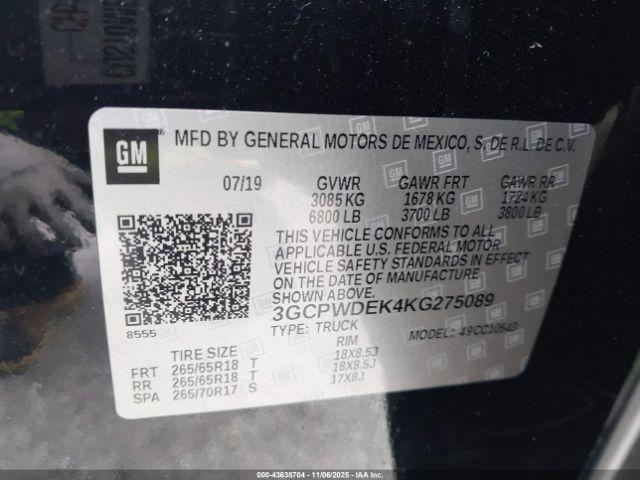 GM
MFD BY GENERAL MOTORS DE MEXICO, S. DE R.L. DE C.V.
07/19 GVWR GAWR FRT GAWR RR
3085 KG 1678 KG 1724 KG
6800 LB 3700 LB 3800 LB
THIS VEHICLE CONFORMS TO ALL
APPLICABLE U.S. FEDERAL MOTOR
VEHICLE SAFETY STANDARDS IN EFFECT
ON THE DATE OF MANUFACTURE
SHOWN ABOVE.
3GCPWDEK4KG275089
8555 TYPE: TRUCK MODEL: 49CC10543
TIRE SIZE RIM
FRT 265/65R18 T 18X8.5J
RR 265/65R18 T 18X8.5J
SPA 265/70R17 S 17X8J
000-43638704 - 11/06/2025 - IAAI.COM